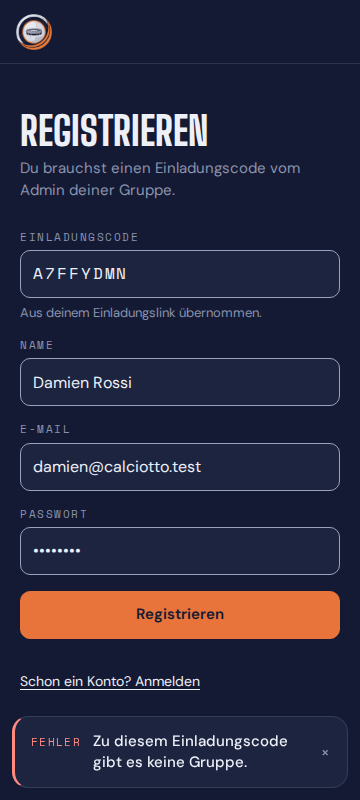 REGISTRIEREN
Du brauchst einen Einladungscode vom
Admin deiner Gruppe.
EINLADUNGSCODE
A7FFYDMN
Aus deinem Einladungslink übernommen.
NAME
Damien Rossi
E-MAIL
damien@calciotto.test
PASSWORT
••••••••
Registrieren
Schon ein Konto? Anmelden
FEHLER Zu diesem Einladungscode
gibt es keine Gruppe. ×